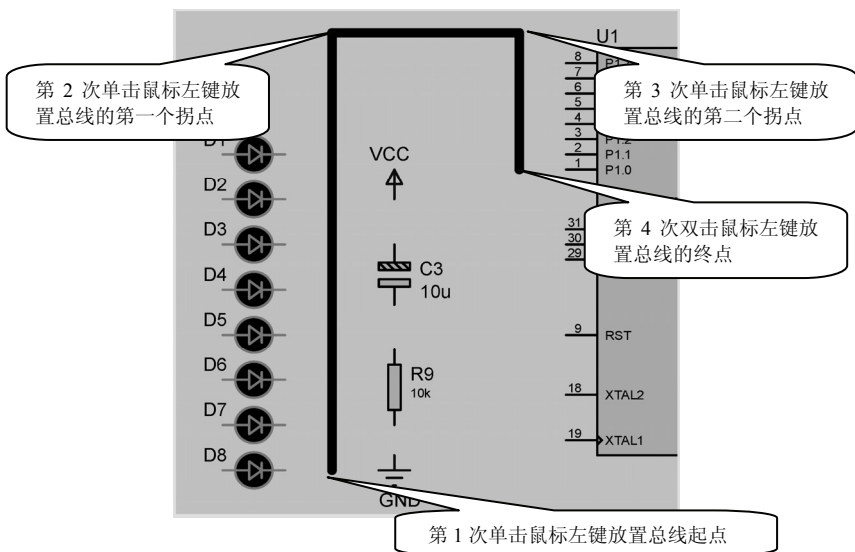 U1
第 2 次单击鼠标左键放
置总线的第一个拐点
第 3 次单击鼠标左键放
置总线的第二个拐点
8
7
6
5
4
3
2 P1.1
1 P1.0
D1
VCC
D2
第 4 次双击鼠标左键放
置总线的终点
31
30
29
D3
D4
C3
10u
D5
9 RST
D6
R9
10k
18 XTAL2
D7
19 XTAL1
D8
GND
第 1 次单击鼠标左键放置总线起点